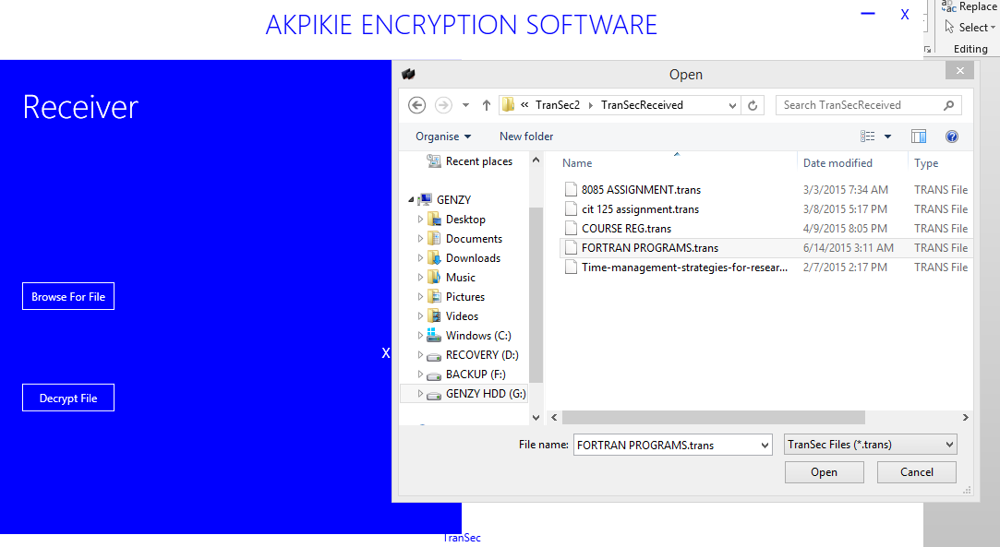 AKPIKIE ENCRYPTION SOFTWARE
X
Replace
Select
Editing
Receiver
Browse For File
Decrypt File
X
Open
« TranSec2 TranSecReceived
Search TranSecReceived
Organise New folder
Recent places
GENZY
Desktop
Documents
Downloads
Music
Pictures
Videos
Windows (C:)
RECOVERY (D:)
BACKUP (F:)
GENZY HDD (G:)
Name Date modified Type
8085 ASSIGNMENT.trans 3/3/2015 7:34 AM TRANS File
cit 125 assignment.trans 3/8/2015 5:17 PM TRANS File
COURSE REG.trans 4/9/2015 8:05 PM TRANS File
FORTRAN PROGRAMS.trans 6/14/2015 3:11 AM TRANS File
Time-management-strategies-for-resear... 2/7/2015 2:17 PM TRANS File
File name: FORTRAN PROGRAMS.trans TranSec Files (*.trans)
Open Cancel
TranSec